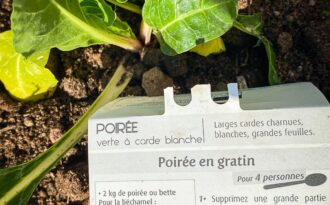 POIRÉE
verte à carde blanche
Larges cardes charnues,
blanches, grandes feuilles.
Poirée en gratin
Pour 4 personnes
+ 2 kg de poirée ou bette
Pour la béchamel :
1+ Supprimez une grande partie